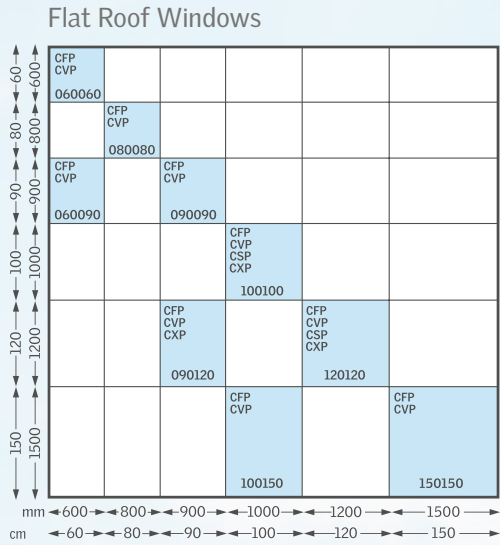 Flat Roof Windows
60
600
CFP
CVP
060060
80
800
CFP
CVP
080080
90
900
CFP
CVP
060090
CFP
CVP
090090
100
1000
CFP
CVP
CSP
CXP
100100
120
1200
CFP
CVP
CXP
090120
CFP
CVP
CSP
CXP
120120
150
1500
CFP
CVP
100150
CFP
CVP
150150
mm 600 800 900 1000 1200 1500
cm 60 80 90 100 120 150